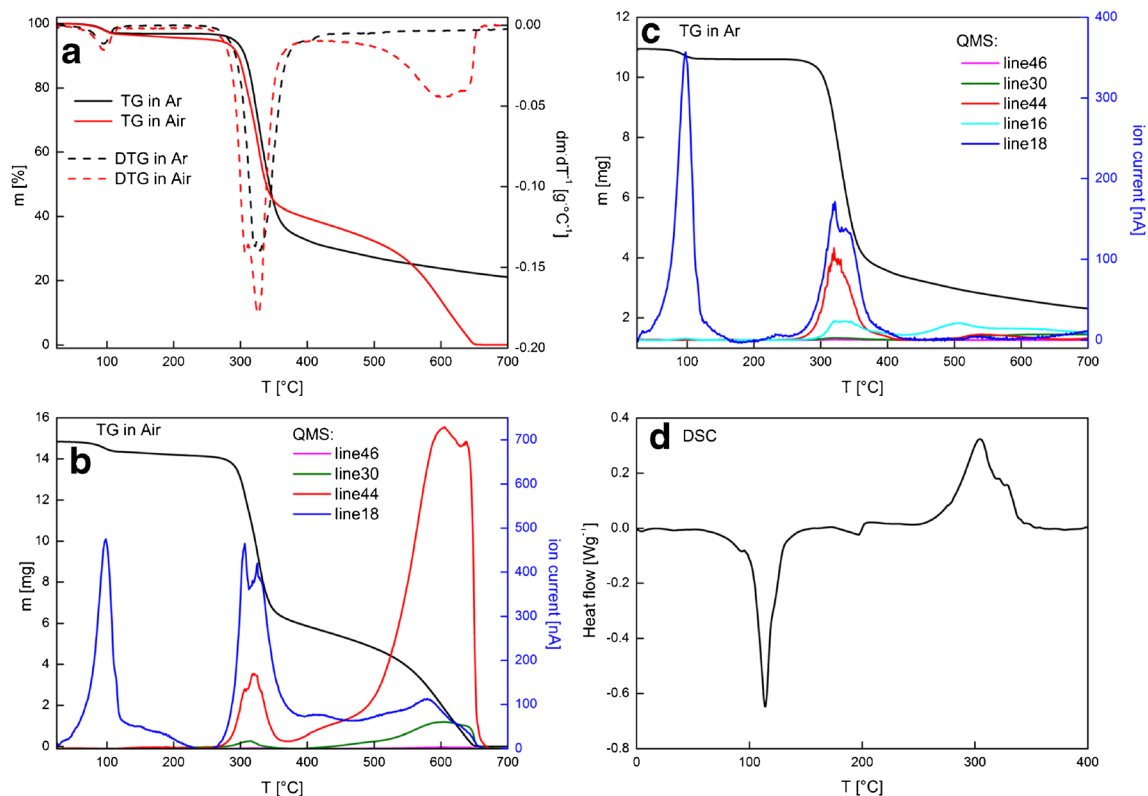 a
TG in Ar
TG in Air
DTG in Ar
DTG in Air
m [%]
100
80
60
40
20
0
0.00
-0.05
-0.10
-0.15
-0.20
dm·dT⁻¹ [g·°C⁻¹]
100 200 300 400 500 600 700
T [°C]
c
TG in Ar
QMS:
line46
line30
line44
line16
line18
m [mg]
12
10
8
6
4
2
400
300
200
100
0
ion current [nA]
100 200 300 400 500 600 700
T [°C]
b
TG in Air
QMS:
line46
line30
line44
line18
m [mg]
16
14
12
10
8
6
4
2
0
700
600
500
400
300
200
100
0
ion current [nA]
100 200 300 400 500 600 700
T [°C]
d
DSC
Heat flow [Wg⁻¹]
0.4
0.2
0.0
-0.2
-0.4
-0.6
-0.8
0 100 200 300 400
T [°C]